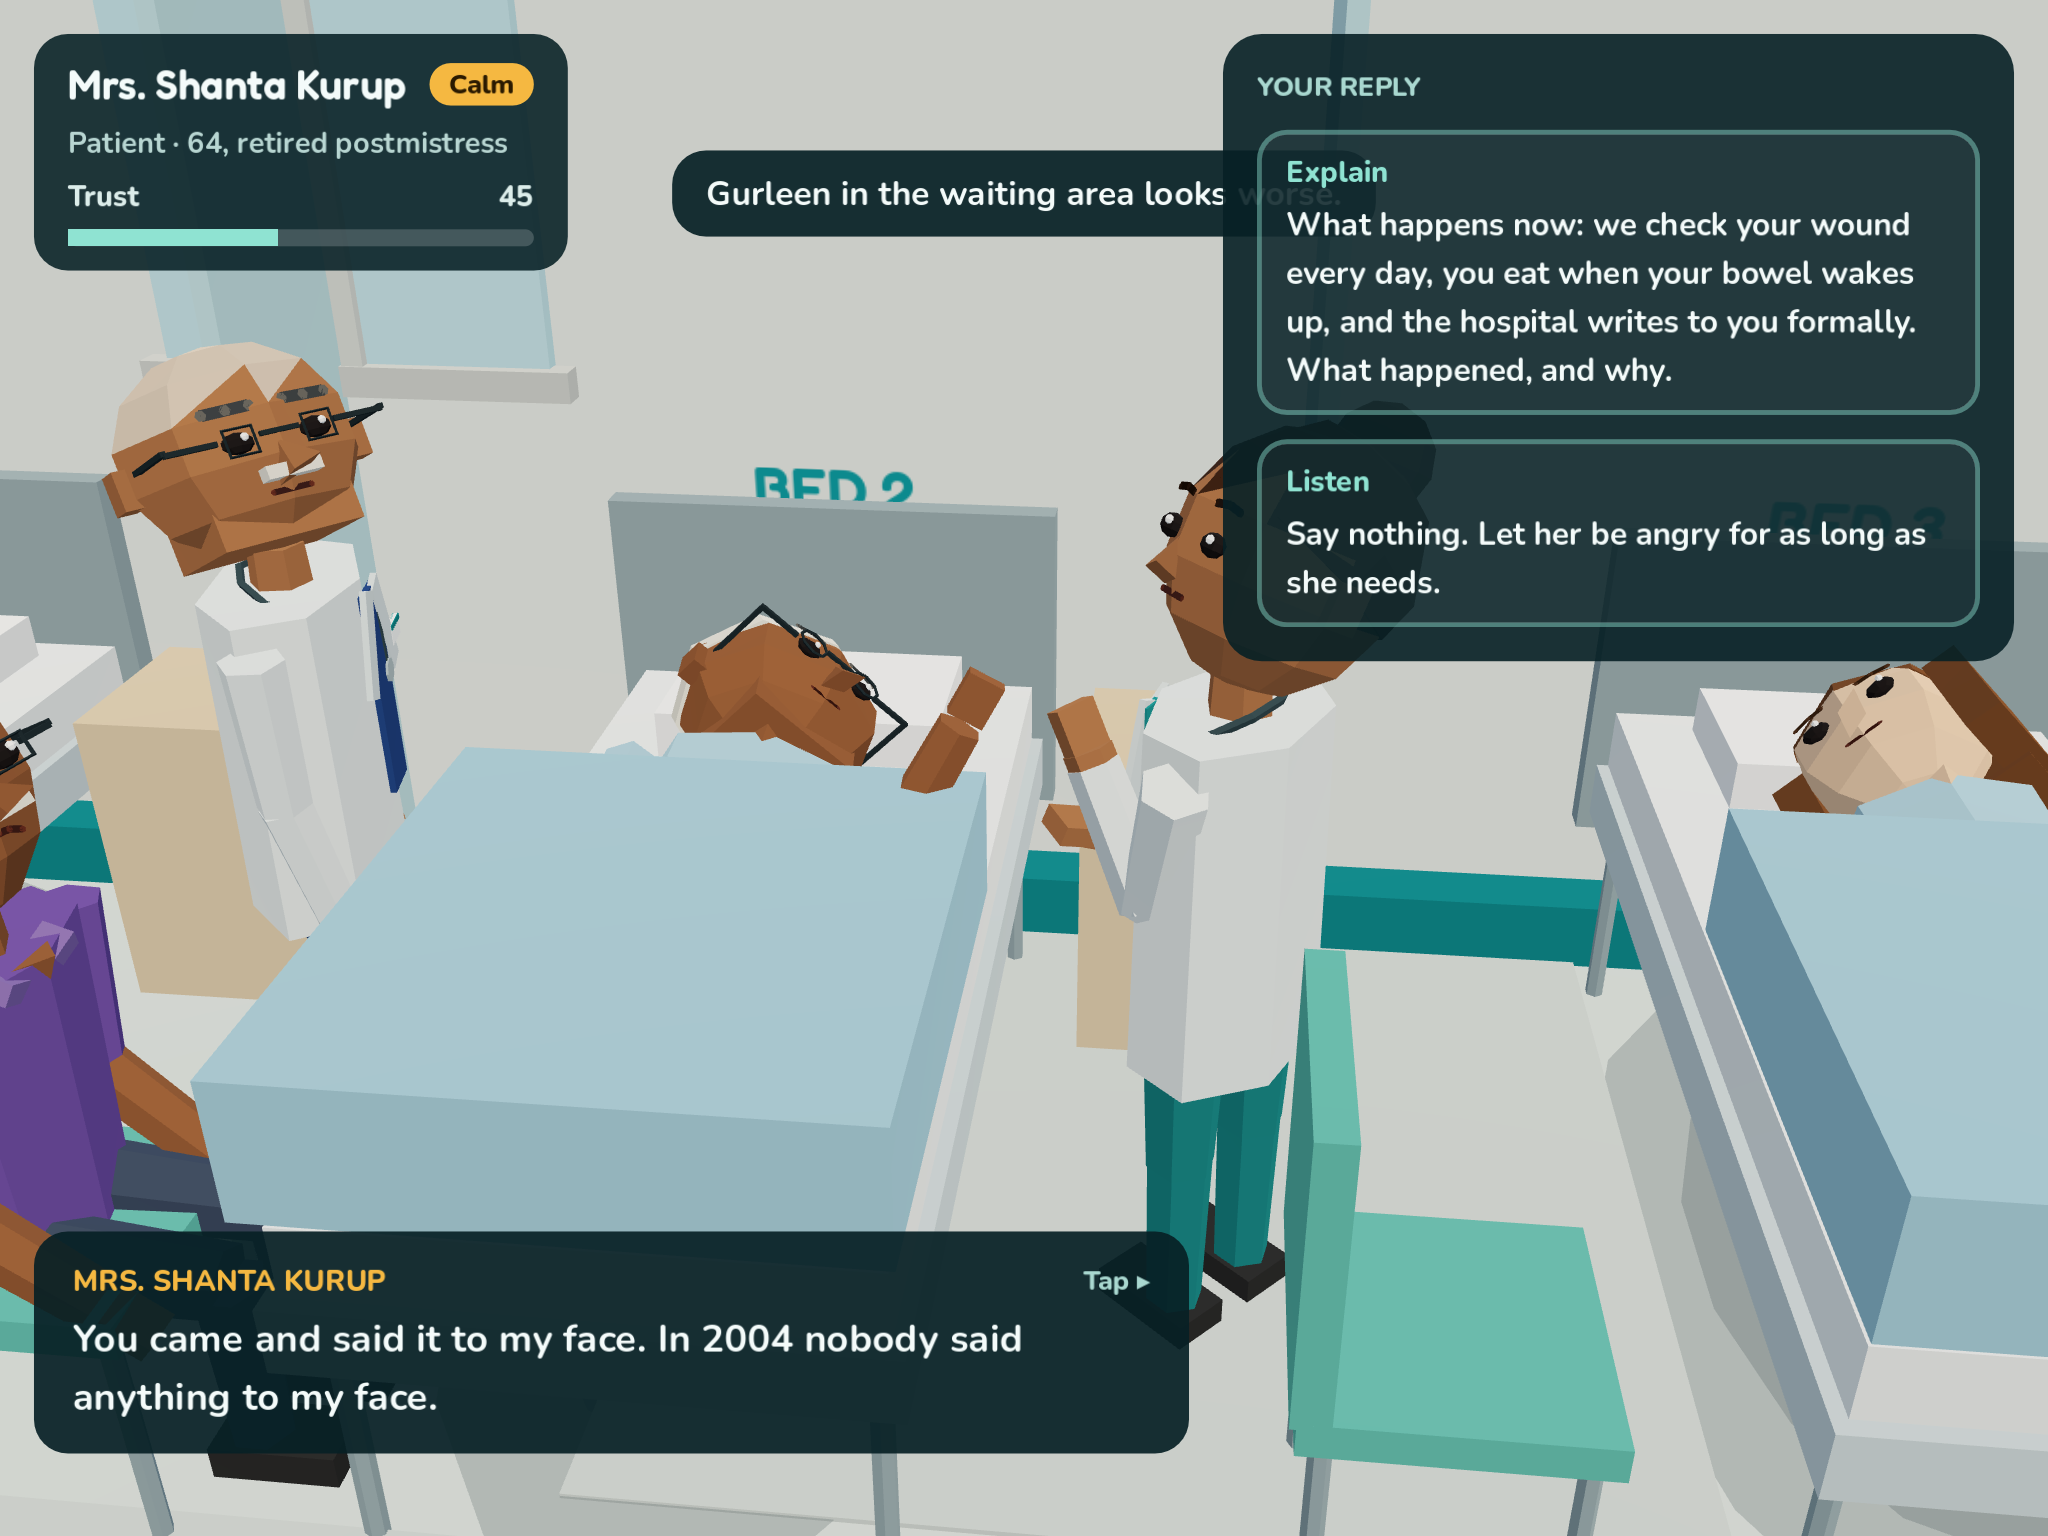 Mrs. Shanta Kurup
Calm
Patient · 64, retired postmistress
Trust
45
Gurleen in the waiting area looks worse.
YOUR REPLY
Explain
What happens now: we check your wound
every day, you eat when your bowel wakes
up, and the hospital writes to you formally.
What happened, and why.
Listen
Say nothing. Let her be angry for as long as
she needs.
BED 2
BED 3
MRS. SHANTA KURUP
Tap ▸
You came and said it to my face. In 2004 nobody said
anything to my face.